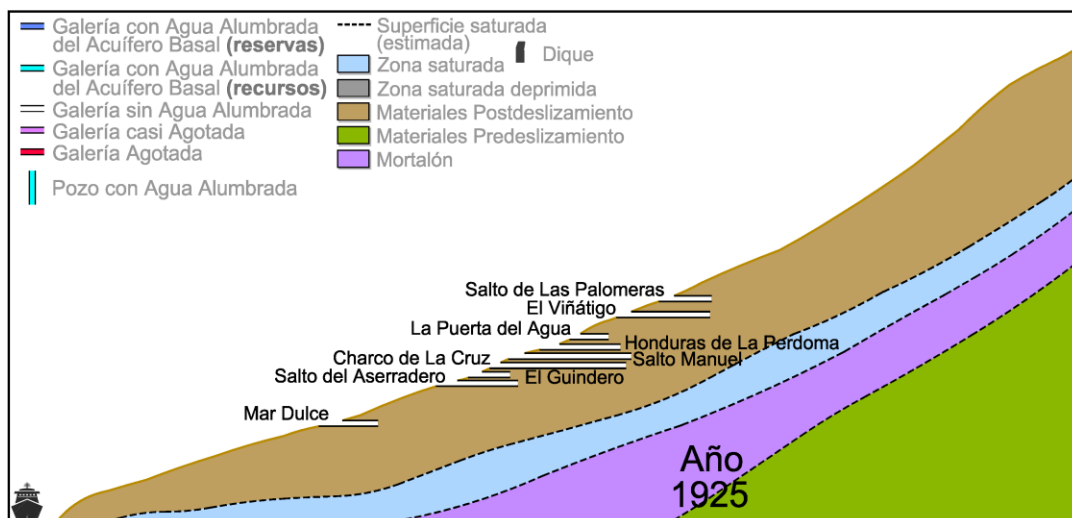 Galería con Agua Alumbrada
del Acuífero Basal (reservas)
Galería con Agua Alumbrada
del Acuífero Basal (recursos)
Galería sin Agua Alumbrada
Galería casi Agotada
Galería Agotada
Pozo con Agua Alumbrada
Superficie saturada
(estimada)
Dique
Zona saturada
Zona saturada deprimida
Materiales Postdeslizamiento
Materiales Predeslizamiento
Mortalón
Salto de Las Palomeras
El Viñátigo
La Puerta del Agua
Honduras de La Perdoma
Charco de La Cruz
Salto Manuel
Salto del Aserradero
El Guindero
Mar Dulce
Año
1925